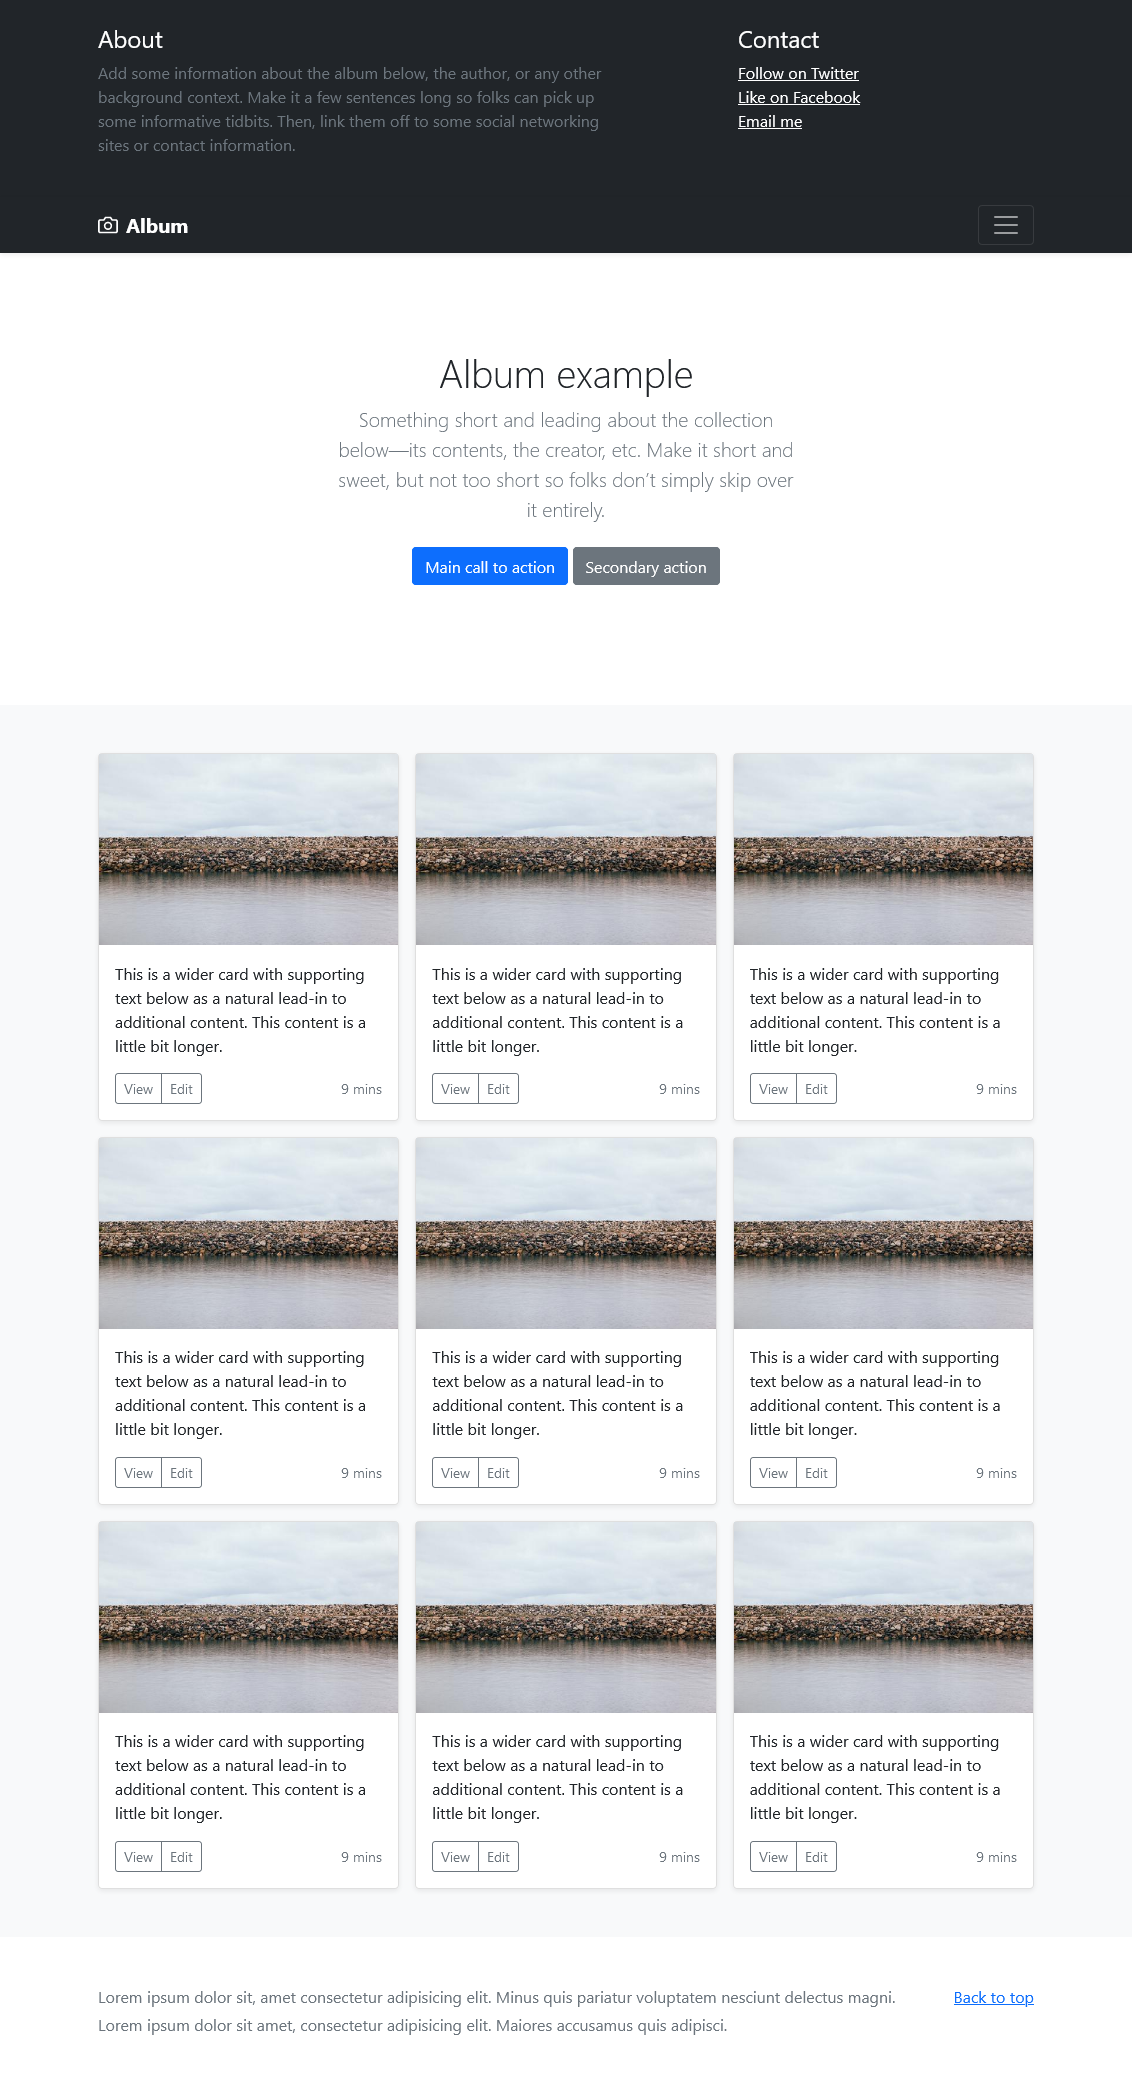 About
Add some information about the album below, the author, or any other
background context. Make it a few sentences long so folks can pick up
some informative tidbits. Then, link them off to some social networking
sites or contact information.
Contact
Follow on Twitter
Like on Facebook
Email me
Album
Album example
Something short and leading about the collection
below—its contents, the creator, etc. Make it short and
sweet, but not too short so folks don’t simply skip over
it entirely.
Main call to action
Secondary action
This is a wider card with supporting
text below as a natural lead-in to
additional content. This content is a
little bit longer.
View Edit 9 mins
This is a wider card with supporting
text below as a natural lead-in to
additional content. This content is a
little bit longer.
View Edit 9 mins
This is a wider card with supporting
text below as a natural lead-in to
additional content. This content is a
little bit longer.
View Edit 9 mins
This is a wider card with supporting
text below as a natural lead-in to
additional content. This content is a
little bit longer.
View Edit 9 mins
This is a wider card with supporting
text below as a natural lead-in to
additional content. This content is a
little bit longer.
View Edit 9 mins
This is a wider card with supporting
text below as a natural lead-in to
additional content. This content is a
little bit longer.
View Edit 9 mins
This is a wider card with supporting
text below as a natural lead-in to
additional content. This content is a
little bit longer.
View Edit 9 mins
This is a wider card with supporting
text below as a natural lead-in to
additional content. This content is a
little bit longer.
View Edit 9 mins
This is a wider card with supporting
text below as a natural lead-in to
additional content. This content is a
little bit longer.
View Edit 9 mins
Lorem ipsum dolor sit, amet consectetur adipisicing elit. Minus quis pariatur voluptatem nesciunt delectus magni.
Lorem ipsum dolor sit amet, consectetur adipisicing elit. Maiores accusamus quis adipisci.
Back to top